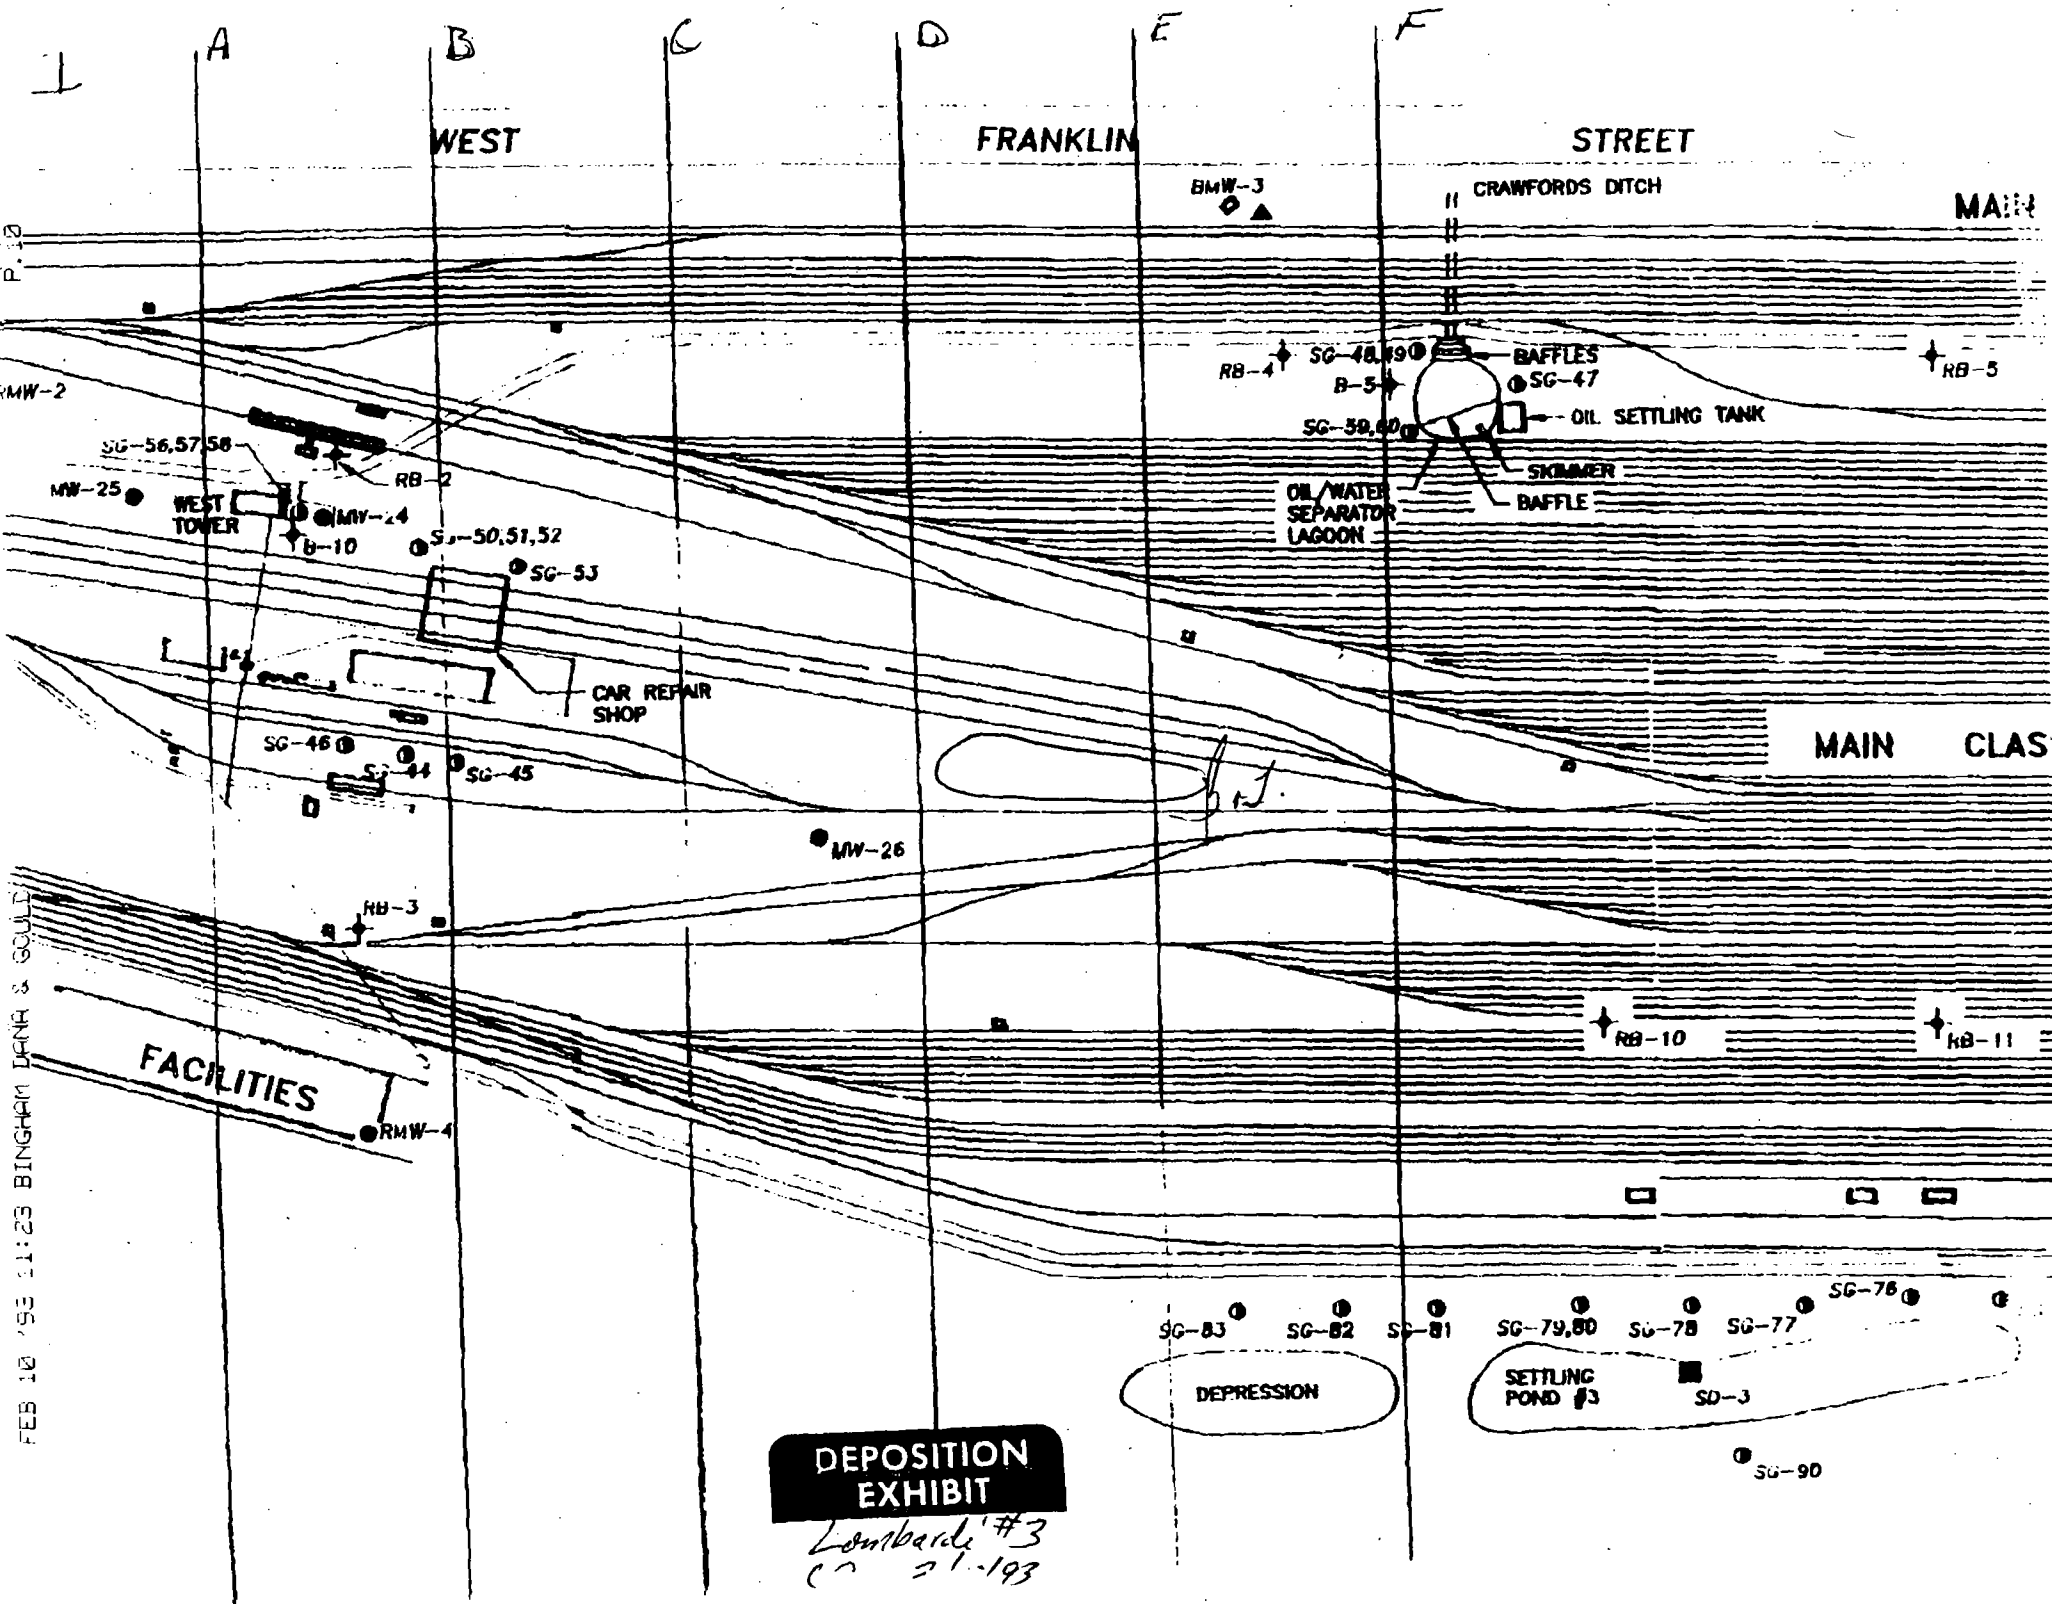 1 A B C D E F
WEST FRANKLIN STREET
BMW-3
CRAWFORDS DITCH
MAIN
P.10
RB-4
SG-48,49
BAFFLES
RB-5
B-5
SG-47
RMW-2
OIL SETTLING TANK
SG-59,60
SG-56,57,58
RB-2
SKIMMER
MW-25
WEST
TOWER
MW-24
OIL/WATER
SEPARATOR
LAGOON
BAFFLE
B-10
SG-50,51,52
SG-53
CAR REPAIR
SHOP
SG-46
SG-44
SG-45
MAIN CLAS
MW-26
RB-3
RB-10
RB-11
FACILITIES
RMW-4
FEB 10 '93 11:23 BINGHAM DANA & GOULD
SG-76
SG-83
SG-82
SG-81
SG-79,80
SG-78
SG-77
DEPRESSION
SETTLING
POND #3
SD-3
SG-90
DEPOSITION
EXHIBIT
Lombardi #3